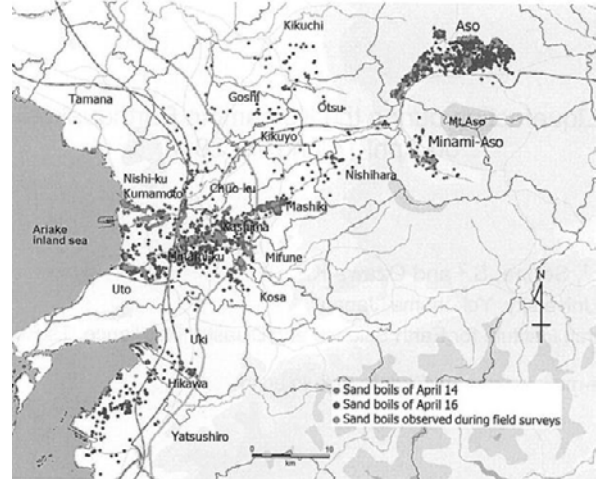 Kikuchi
Aso
Tamana
Goshi
Otsu
Kikuyo
Mt.Aso
Minami-Aso
Nishi-ku
Kumamoto
Chuo-ku
Nishihara
Mashiki
Ariake
inland sea
Mifune
Uto
Kosa
Uki
Hikawa
Yatsushiro
N
Sand boils of April 14
Sand boils of April 16
Sand boils observed during field surveys
0
10
km